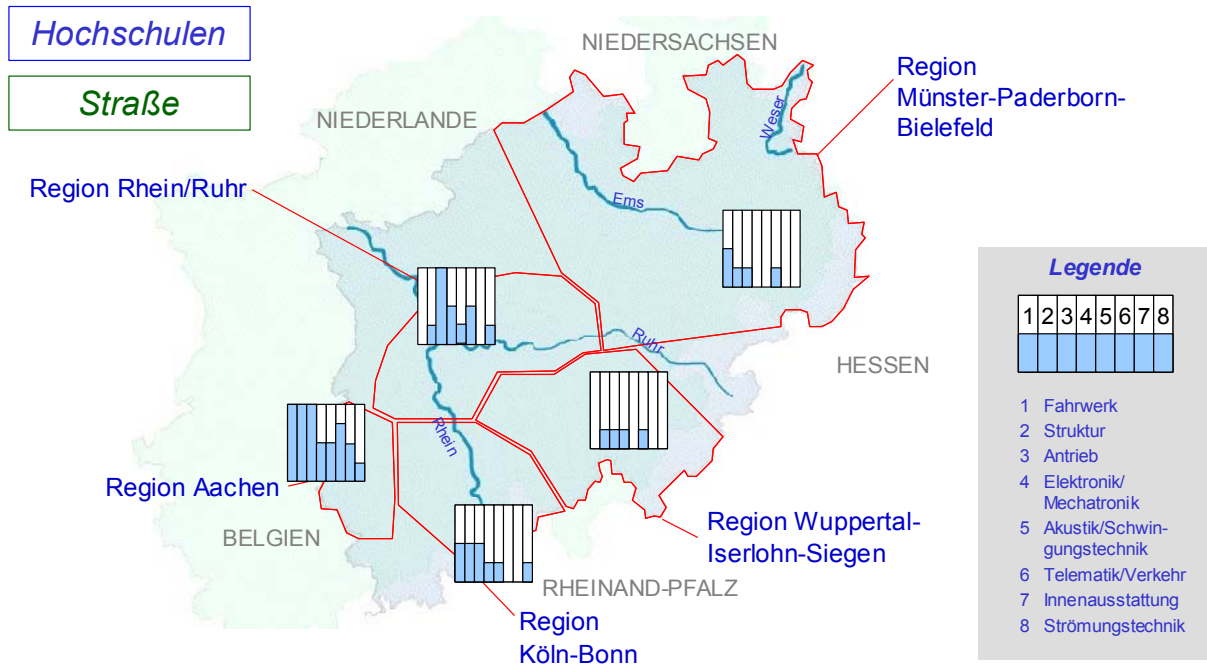 Hochschulen
Straße
NIEDERSACHSEN
NIEDERLANDE
Region
Münster-Paderborn-
Bielefeld
Weser
Region Rhein/Ruhr
Ems
Ruhr
HESSEN
Rhein
Region Aachen
BELGIEN
Region Wuppertal-
Iserlohn-Siegen
RHEINAND-PFALZ
Region
Köln-Bonn
Legende
1 2 3 4 5 6 7 8
1 Fahrwerk
2 Struktur
3 Antrieb
4 Elektronik/
Mechatronik
5 Akustik/Schwin-
gungstechnik
6 Telematik/Verkehr
7 Innenausstattung
8 Strömungstechnik